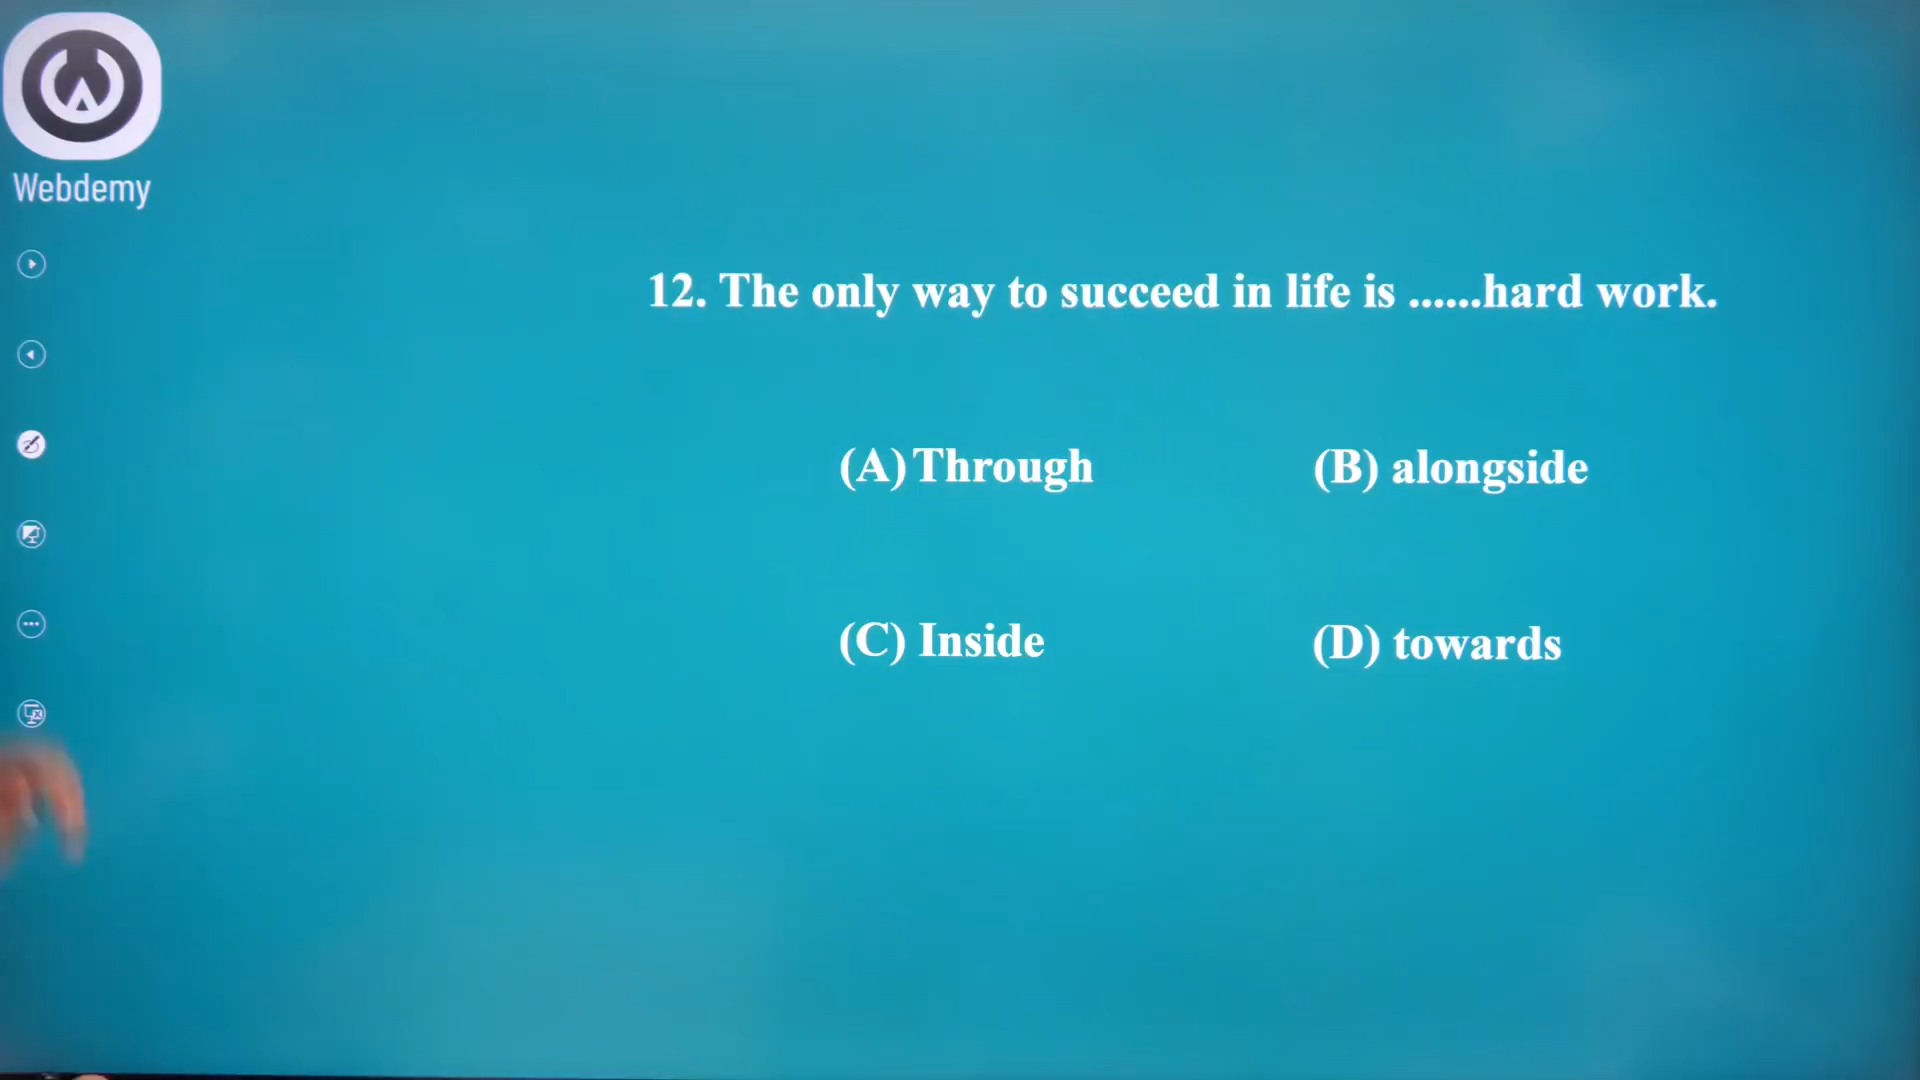 Webdemy
12. The only way to succeed in life is ......hard work.
(A) Through
(B) alongside
(C) Inside
(D) towards